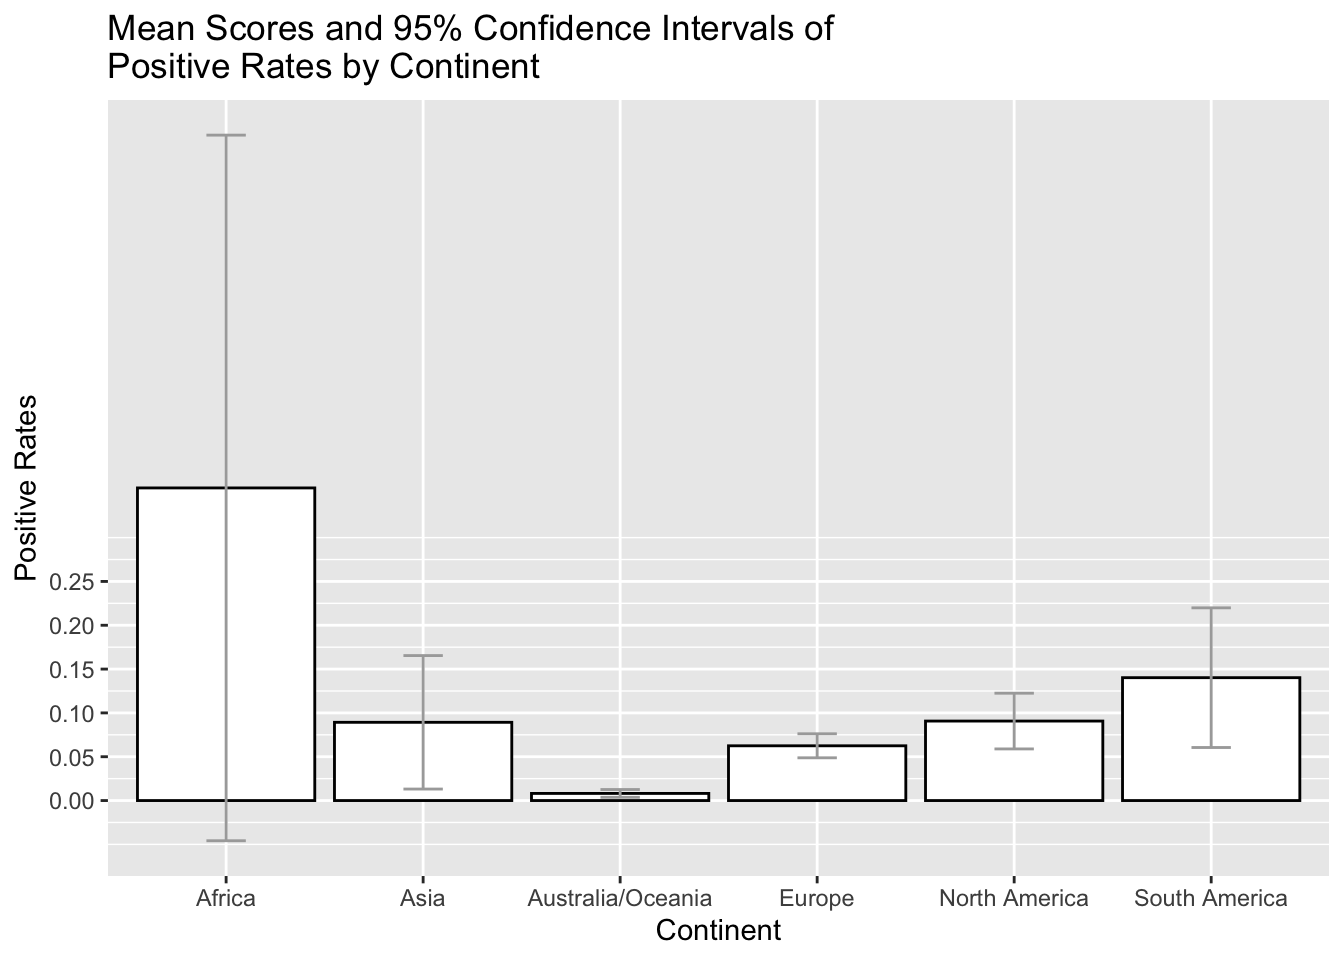 Mean Scores and 95% Confidence Intervals of
Positive Rates by Continent
Positive Rates
0.25
0.20
0.15
0.10
0.05
0.00
Africa
Asia
Australia/Oceania
Europe
North America
South America
Continent